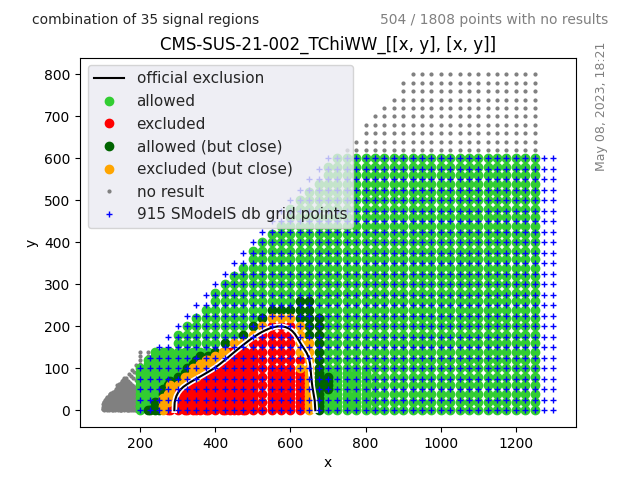 combination of 35 signal regions
504 / 1808 points with no results
CMS-SUS-21-002_TChiWW_[[x, y], [x, y]]
May 08, 2023, 18:21
official exclusion
allowed
excluded
allowed (but close)
excluded (but close)
no result
915 SModelS db grid points
y
800
700
600
500
400
300
200
100
0
200 400 600 800 1000 1200
x